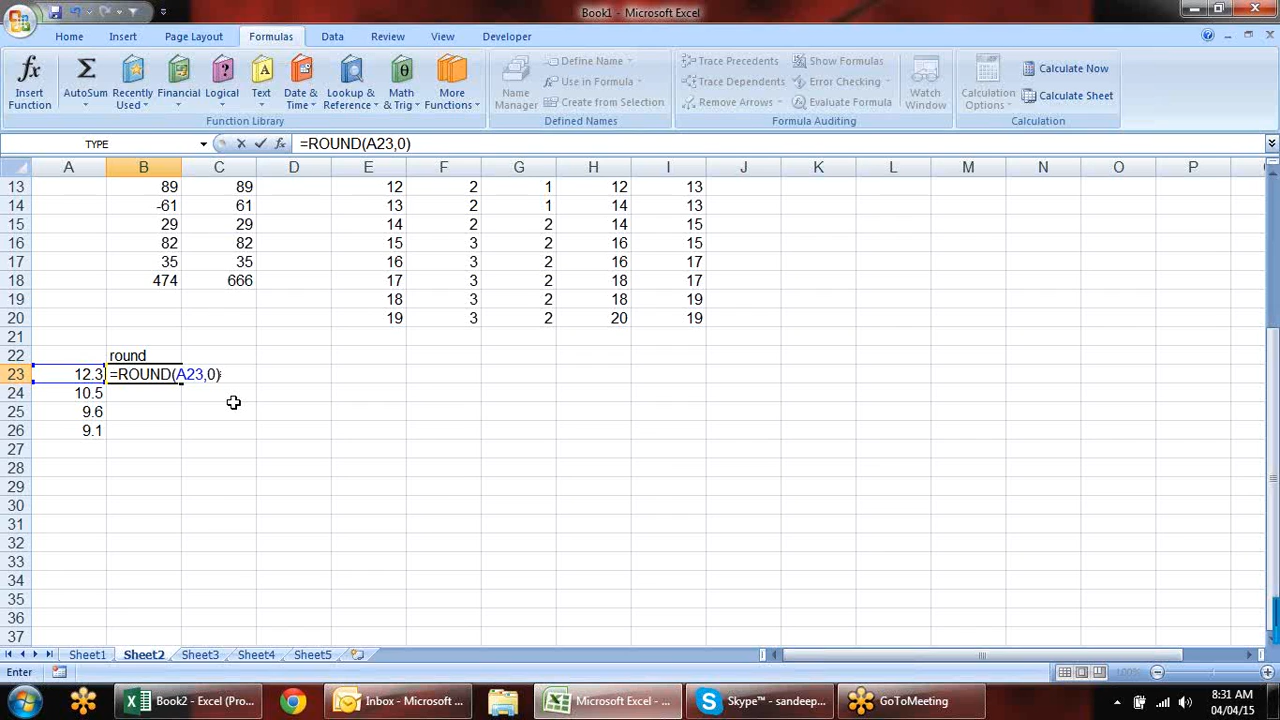 Book1 - Microsoft Excel
Home Insert Page Layout Formulas Data Review View Developer
fx Insert Function
Σ AutoSum
Recently Used
Financial
Logical
A Text
Date & Time
Lookup & Reference
θ Math & Trig
More Functions
Function Library
Name Manager
Define Name
Use in Formula
Create from Selection
Defined Names
Trace Precedents
Trace Dependents
Remove Arrows
Show Formulas
Error Checking
Evaluate Formula
Formula Auditing
Watch Window
Calculation Options
Calculate Now
Calculate Sheet
Calculation
TYPE fx =ROUND(A23,0)
A B C D E F G H I J K L M N O P
13 89 89 12 2 1 12 13
14 -61 61 13 2 1 14 13
15 29 29 14 2 2 14 15
16 82 82 15 3 2 16 15
17 35 35 16 3 2 16 17
18 474 666 17 3 2 18 17
19 18 3 2 18 19
20 19 3 2 20 19
21
22 round
23 12.3 =ROUND(A23,0)
24 10.5
25 9.6
26 9.1
27
28
29
30
31
32
33
34
35
36
37
Sheet1 Sheet2 Sheet3 Sheet4 Sheet5
Enter 100%
Book2 - Excel (Pro... Inbox - Microsoft ... Microsoft Excel - ... Skype™ - sandeep... GoToMeeting
8:31 AM
04/04/15